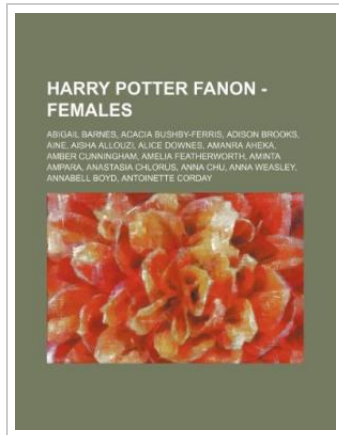 HARRY POTTER FANON -
FEMALES
ABIGAIL BARNES, ACACIA BUSHBY-FERRIS, ADISON BROOKS,
AINE, AISHA ALLOUZI, ALICE DOWNES, AMANRA AHEKA,
AMBER CUNNINGHAM, AMELIA FEATHERWORTH, AMINTA
AMPARA, ANASTASIA CHLORUS, ANNA CHU, ANNA WEASLEY,
ANNABELL BOYD, ANTOINETTE CORDAY